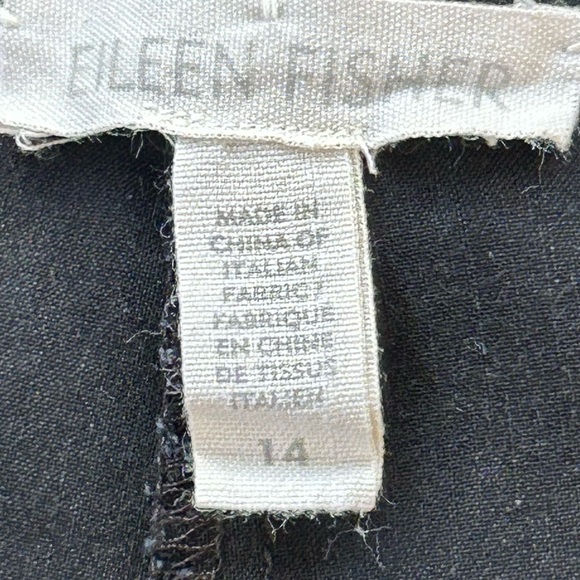 EILEEN FISHER
MADE IN
CHINA OF
ITALIAN
FABRIC/
FABRIQUE
EN CHINE
DE TISSUS
ITALIEN
14